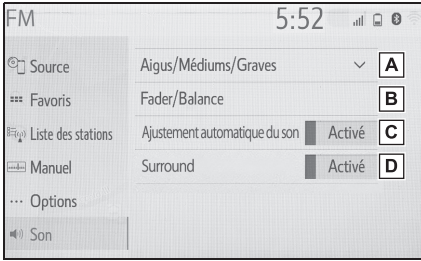 FM 5:52
Source
Favoris
Liste des stations
Manuel
Options
Son
Aigus/Médiums/Graves A
Fader/Balance B
Ajustement automatique du son Activé C
Surround Activé D